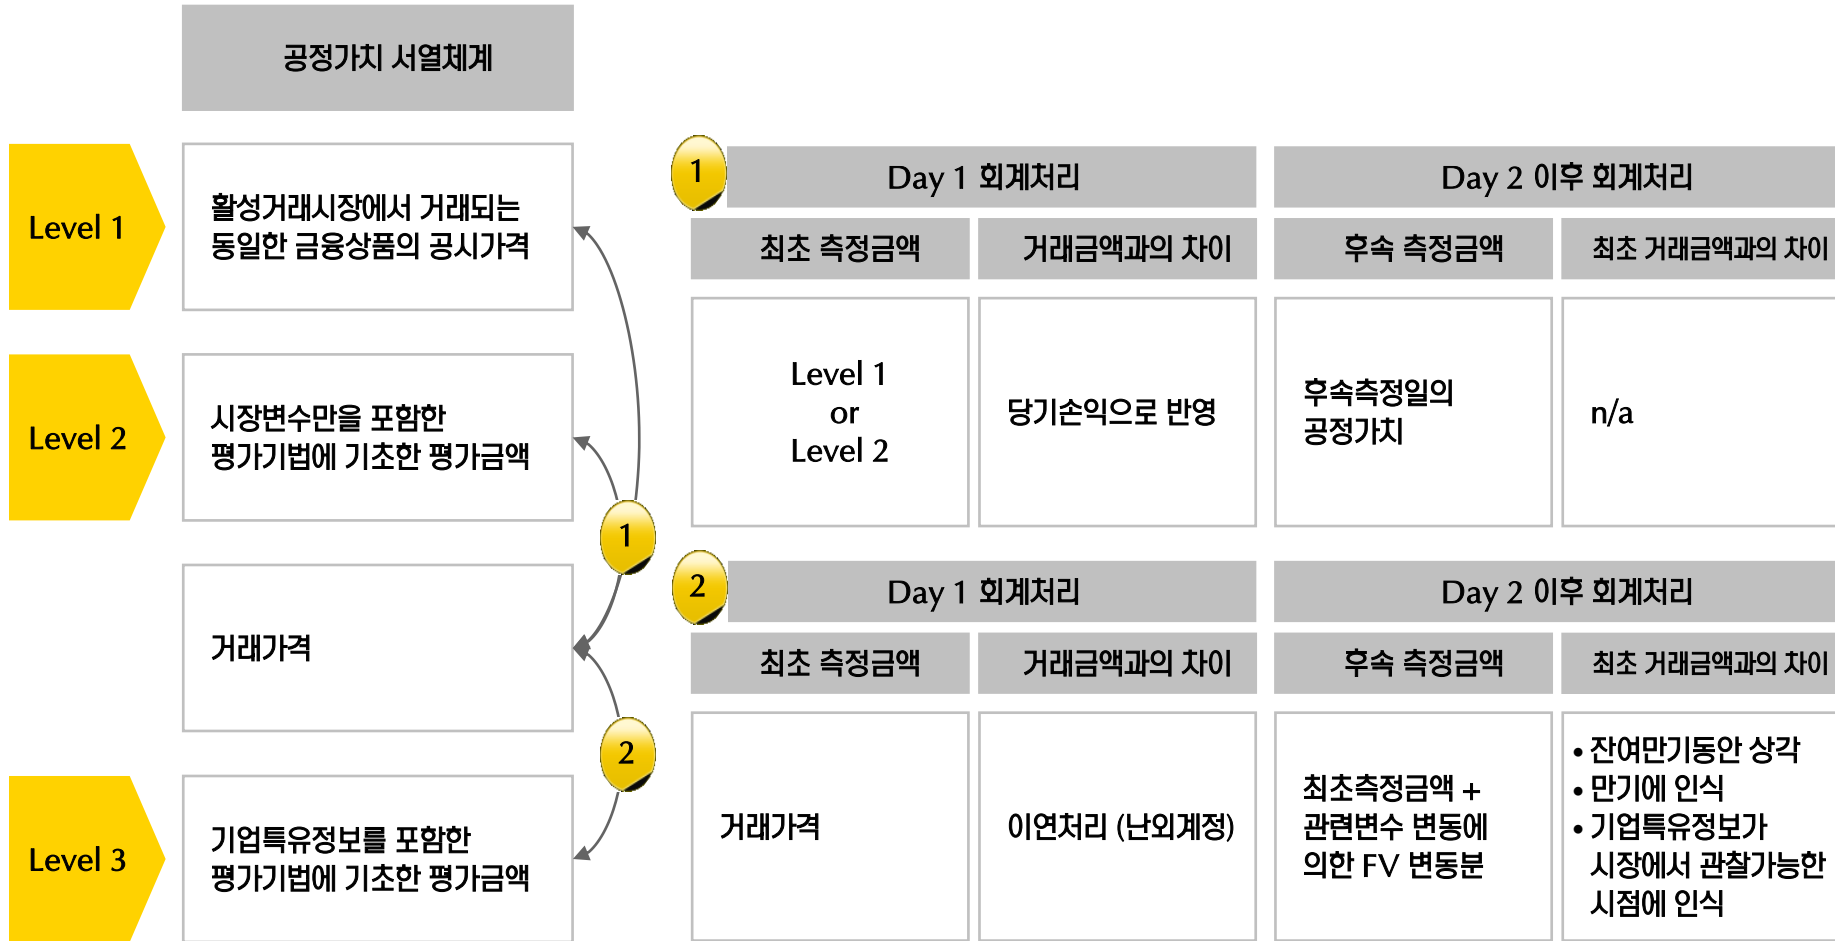 공정가치 서열체계
Level 1
활성거래시장에서 거래되는
동일한 금융상품의 공시가격
Level 2
시장변수만을 포함한
평가기법에 기초한 평가금액
거래가격
Level 3
기업특유정보를 포함한
평가기법에 기초한 평가금액
1
2
1
Day 1 회계처리
Day 2 이후 회계처리
최초 측정금액
거래금액과의 차이
후속 측정금액
최초 거래금액과의 차이
Level 1
or
Level 2
당기손익으로 반영
후속측정일의
공정가치
n/a
2
Day 1 회계처리
Day 2 이후 회계처리
최초 측정금액
거래금액과의 차이
후속 측정금액
최초 거래금액과의 차이
거래가격
이연처리 (난외계정)
최초측정금액 +
관련변수 변동에
의한 FV 변동분
• 잔여만기동안 상각
• 만기에 인식
• 기업특유정보가
시장에서 관찰가능한
시점에 인식